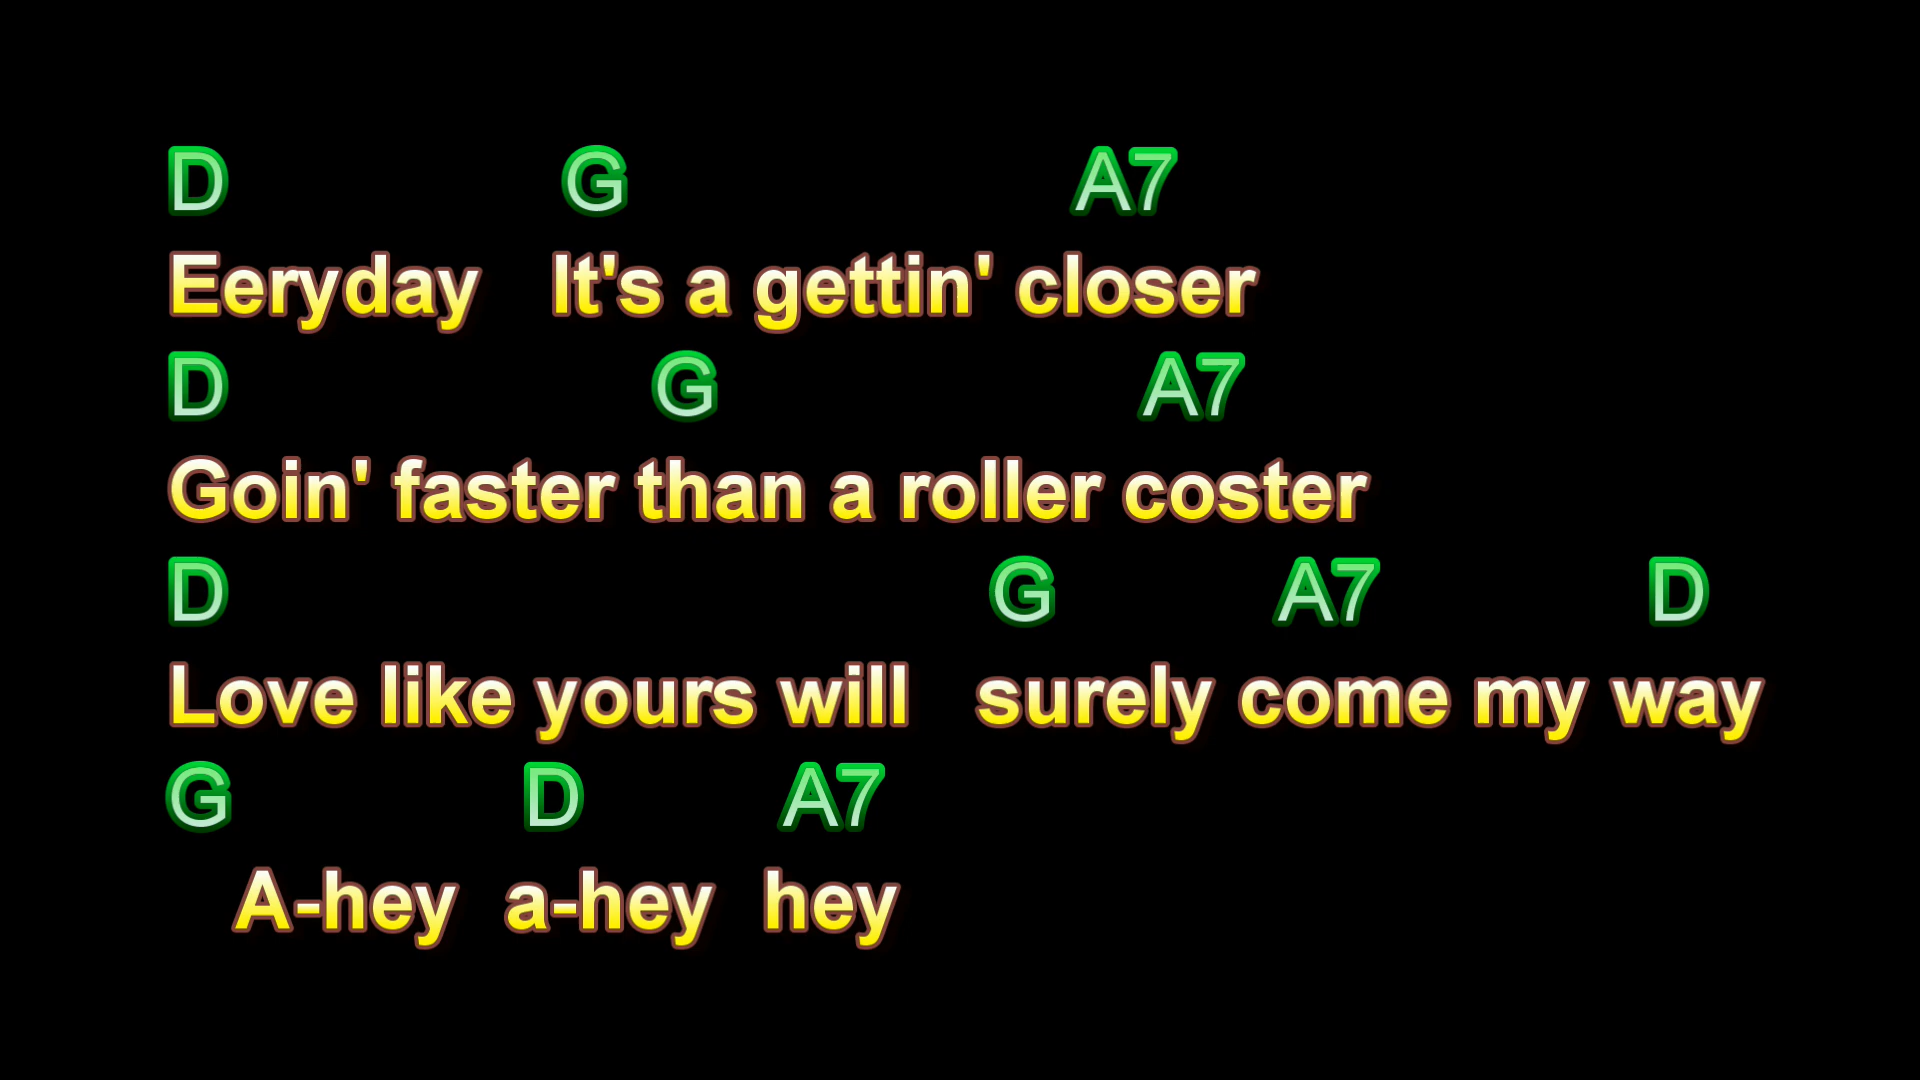 D G A7
Eeryday It's a gettin' closer
D G A7
Goin' faster than a roller coster
D G A7 D
Love like yours will surely come my way
G D A7
A-hey a-hey hey